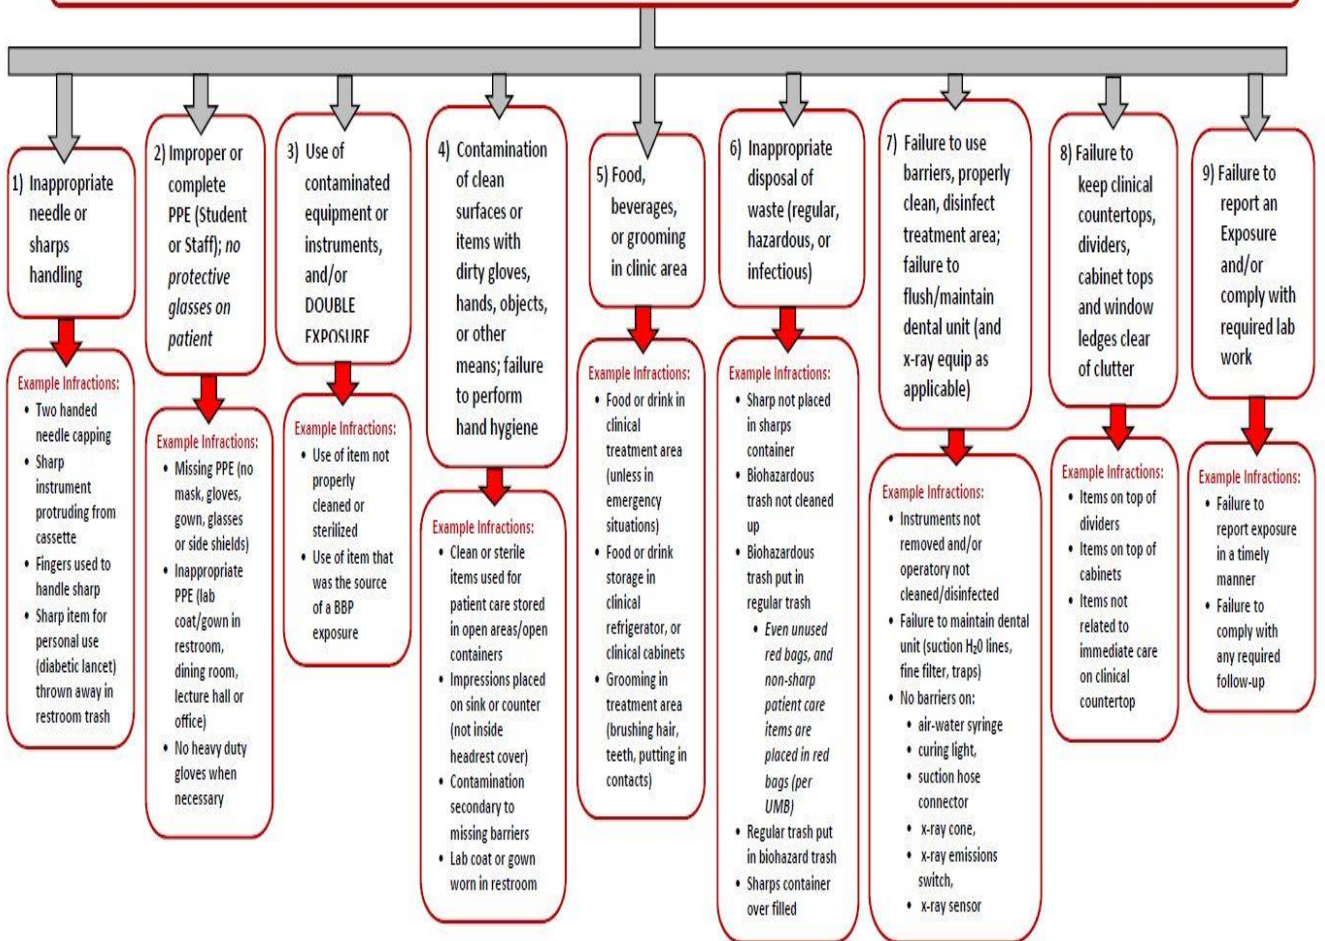 1) Inappropriate
needle or
sharps
handling
Example Infractions:
• Two handed
needle capping
• Sharp
instrument
protruding from
cassette
• Fingers used to
handle sharp
• Sharp item for
personal use
(diabetic lancet)
thrown away in
restroom trash
2) Improper or
complete
PPE (Student
or Staff); no
protective
glasses on
patient
Example Infractions:
• Missing PPE (no
mask, gloves,
gown, glasses
or side shields)
• Inappropriate
PPE (lab
coat/gown in
restroom,
dining room,
lecture hall or
office)
• No heavy duty
gloves when
necessary
3) Use of
contaminated
equipment or
instruments,
and/or
DOUBLE
EXPOSURE
Example Infractions:
• Use of item not
properly
cleaned or
sterilized
• Use of item that
was the source
of a BBP
exposure
4) Contamination
of clean
surfaces or
items with
dirty gloves,
hands, objects,
or other
means; failure
to perform
hand hygiene
Example Infractions:
• Clean or sterile
items used for
patient care stored
in open areas/open
containers
• Impressions placed
on sink or counter
(not inside
headrest cover)
• Contamination
secondary to
missing barriers
• Lab coat or gown
worn in restroom
5) Food,
beverages,
or grooming
in clinic area
Example Infractions:
• Food or drink in
clinical
treatment area
(unless in
emergency
situations)
• Food or drink
storage in
clinical
refrigerator, or
clinical cabinets
• Grooming in
treatment area
(brushing hair,
teeth, putting in
contacts)
6) Inappropriate
disposal of
waste (regular,
hazardous, or
infectious)
Example Infractions:
• Sharp not placed
in sharps
container
• Biohazardous
trash not cleaned
up
• Biohazardous
trash put in
regular trash
• Even unused
red bags, and
non-sharp
patient care
items are
placed in red
bags (per
UMB)
• Regular trash put
in biohazard trash
• Sharps container
over filled
7) Failure to use
barriers, properly
clean, disinfect
treatment area;
failure to
flush/maintain
dental unit (and
x-ray equip as
applicable)
Example Infractions:
• Instruments not
removed and/or
operatory not
cleaned/disinfected
• Failure to maintain dental
unit (suction H₂0 lines,
fine filter, traps)
• No barriers on:
• air-water syringe
• curing light,
• suction hose
connector
• x-ray cone,
• x-ray emissions
switch,
• x-ray sensor
8) Failure to
keep clinical
countertops,
dividers,
cabinet tops
and window
ledges clear
of clutter
Example Infractions:
• Items on top of
dividers
• Items on top of
cabinets
• Items not
related to
immediate care
on clinical
countertop
9) Failure to
report an
Exposure
and/or
comply with
required lab
work
Example Infractions:
• Failure to
report exposure
in a timely
manner
• Failure to
comply with
any required
follow-up